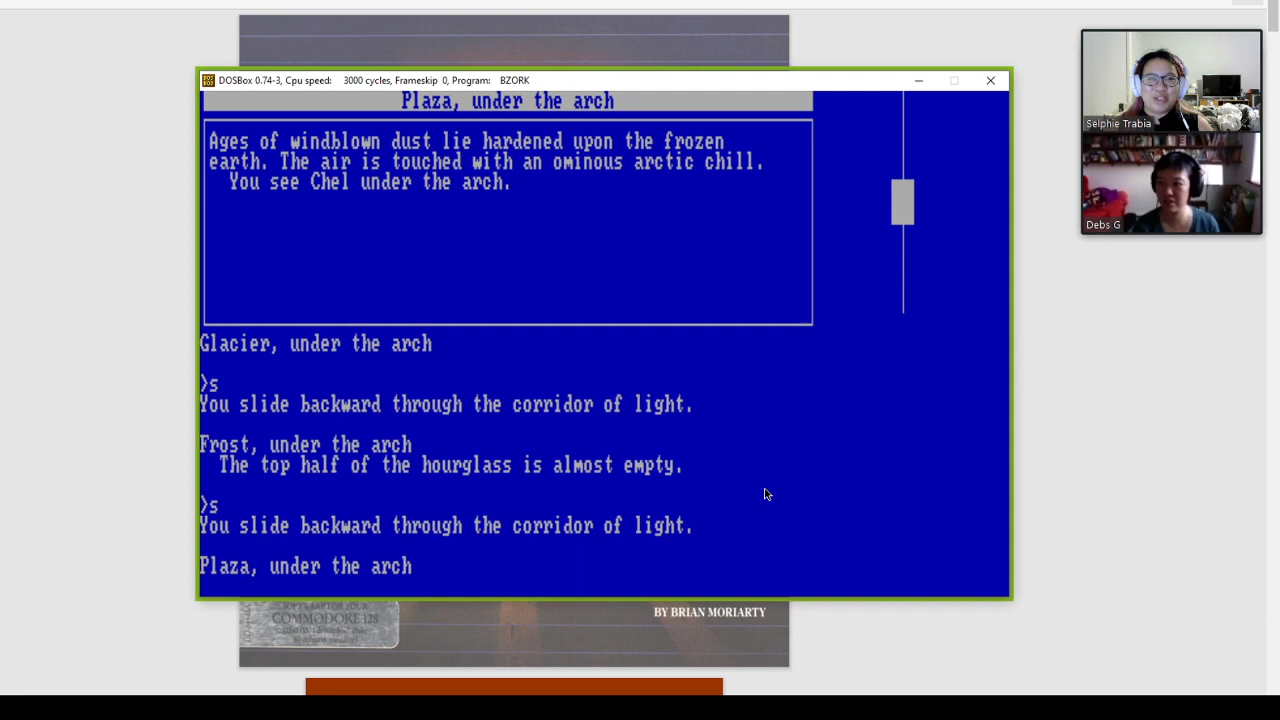 DOSBox 0.74-3, Cpu speed: 3000 cycles, Frameskip 0, Program: BZORK
Plaza, under the arch
Ages of windblown dust lie hardened upon the frozen
earth. The air is touched with an ominous arctic chill.
You see Chel under the arch.
Glacier, under the arch
>s
You slide backward through the corridor of light.
Frost, under the arch
The top half of the hourglass is almost empty.
>s
You slide backward through the corridor of light.
Plaza, under the arch
SOFTWARE FOR YOUR
COMMODORE 128
BY BRIAN MORIARTY
Selphie Trabia
Debs G